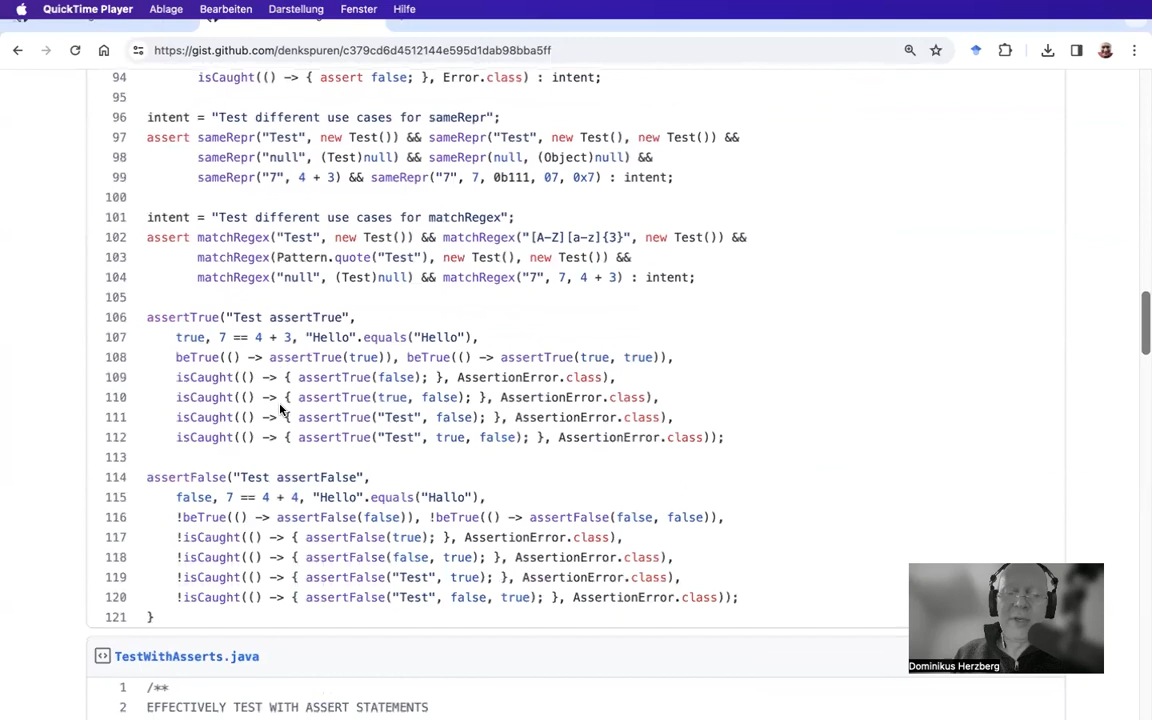 QuickTime Player Ablage Bearbeiten Darstellung Fenster Hilfe
https://gist.github.com/denkspuren/c379cd6d4512144e595d1dab98bba5ff
94 isCaught(() -> { assert false; }, Error.class) : intent;
95
96 intent = "Test different use cases for sameRepr";
97 assert sameRepr("Test", new Test()) && sameRepr("Test", new Test(), new Test()) &&
98 sameRepr("null", (Test)null) && sameRepr(null, (Object)null) &&
99 sameRepr("7", 4 + 3) && sameRepr("7", 7, 0b111, 07, 0x7) : intent;
100
101 intent = "Test different use cases for matchRegex";
102 assert matchRegex("Test", new Test()) && matchRegex("[A-Z][a-z]{3}", new Test()) &&
103 matchRegex(Pattern.quote("Test"), new Test(), new Test()) &&
104 matchRegex("null", (Test)null) && matchRegex("7", 7, 4 + 3) : intent;
105
106 assertTrue("Test assertTrue",
107 true, 7 == 4 + 3, "Hello".equals("Hello"),
108 beTrue(() -> assertTrue(true)), beTrue(() -> assertTrue(true, true)),
109 isCaught(() -> { assertTrue(false); }, AssertionError.class),
110 isCaught(() -> { assertTrue(true, false); }, AssertionError.class),
111 isCaught(() -> { assertTrue("Test", false); }, AssertionError.class),
112 isCaught(() -> { assertTrue("Test", true, false); }, AssertionError.class));
113
114 assertFalse("Test assertFalse",
115 false, 7 == 4 + 4, "Hello".equals("Hallo"),
116 !beTrue(() -> assertFalse(false)), !beTrue(() -> assertFalse(false, false)),
117 !isCaught(() -> { assertFalse(true); }, AssertionError.class),
118 !isCaught(() -> { assertFalse(false, true); }, AssertionError.class),
119 !isCaught(() -> { assertFalse("Test", true); }, AssertionError.class),
120 !isCaught(() -> { assertFalse("Test", false, true); }, AssertionError.class));
121 }
TestWithAsserts.java
1 /**
2 EFFECTIVELY TEST WITH ASSERT STATEMENTS
Dominikus Herzberg